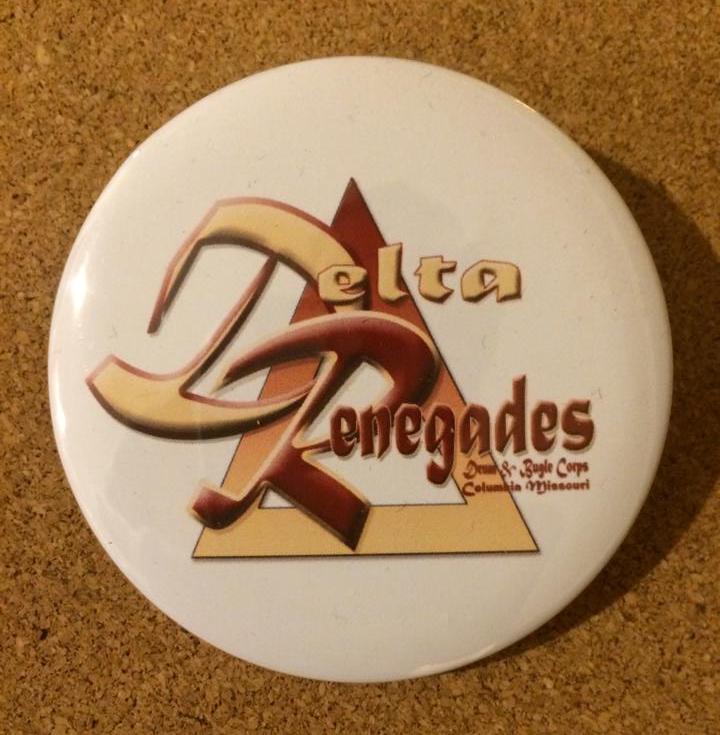 Delta
Renegades
Drum & Bugle Corps
Columbia Missouri